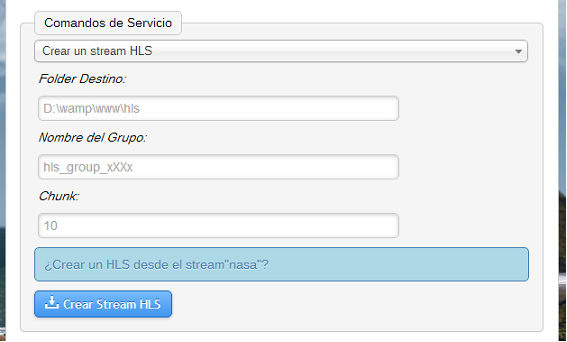 Comandos de Servicio
Crear un stream HLS
Folder Destino:
D:\wamp\www\hls
Nombre del Grupo:
hls_group_xXXx
Chunk:
10
¿Crear un HLS desde el stream"nasa"?
Crear Stream HLS